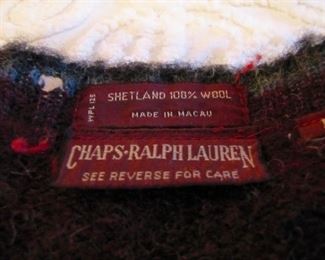 SHETLAND 100% WOOL
MADE IN MACAU
CHAPS·RALPH LAUREN
SEE REVERSE FOR CARE